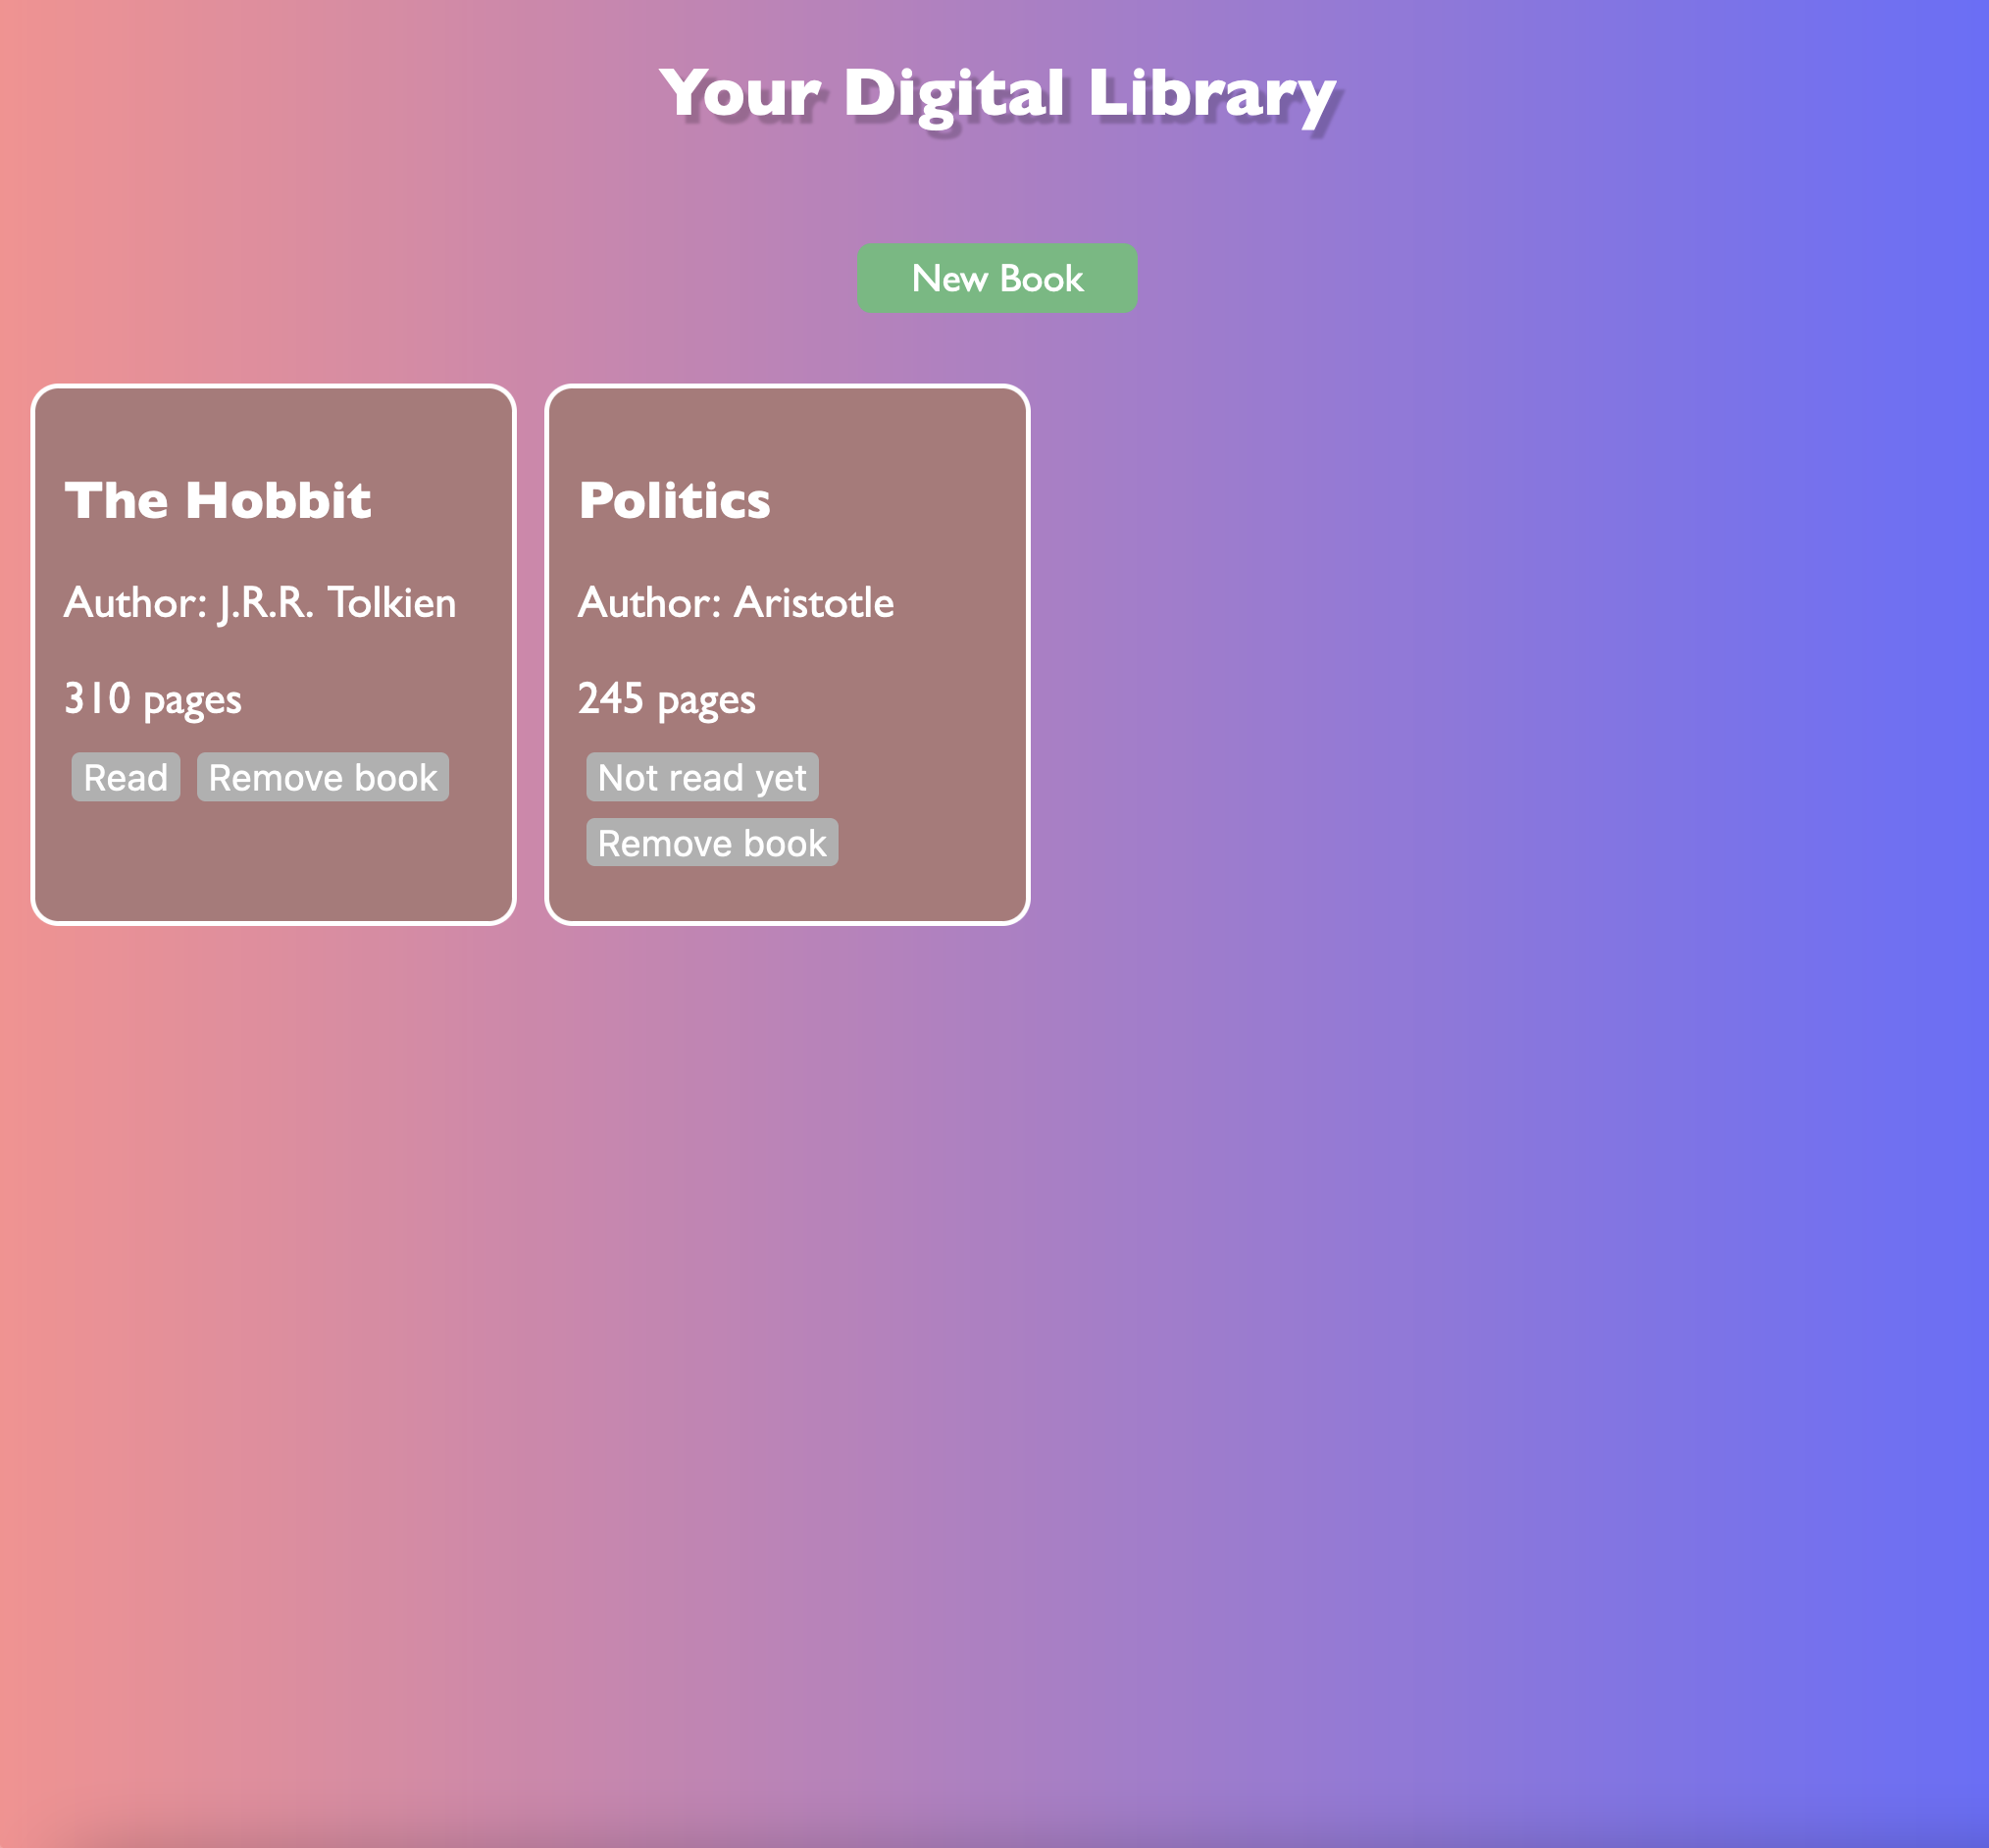 Your Digital Library
New Book
The Hobbit
Author: J.R.R. Tolkien
310 pages
Read
Remove book
Politics
Author: Aristotle
245 pages
Not read yet
Remove book